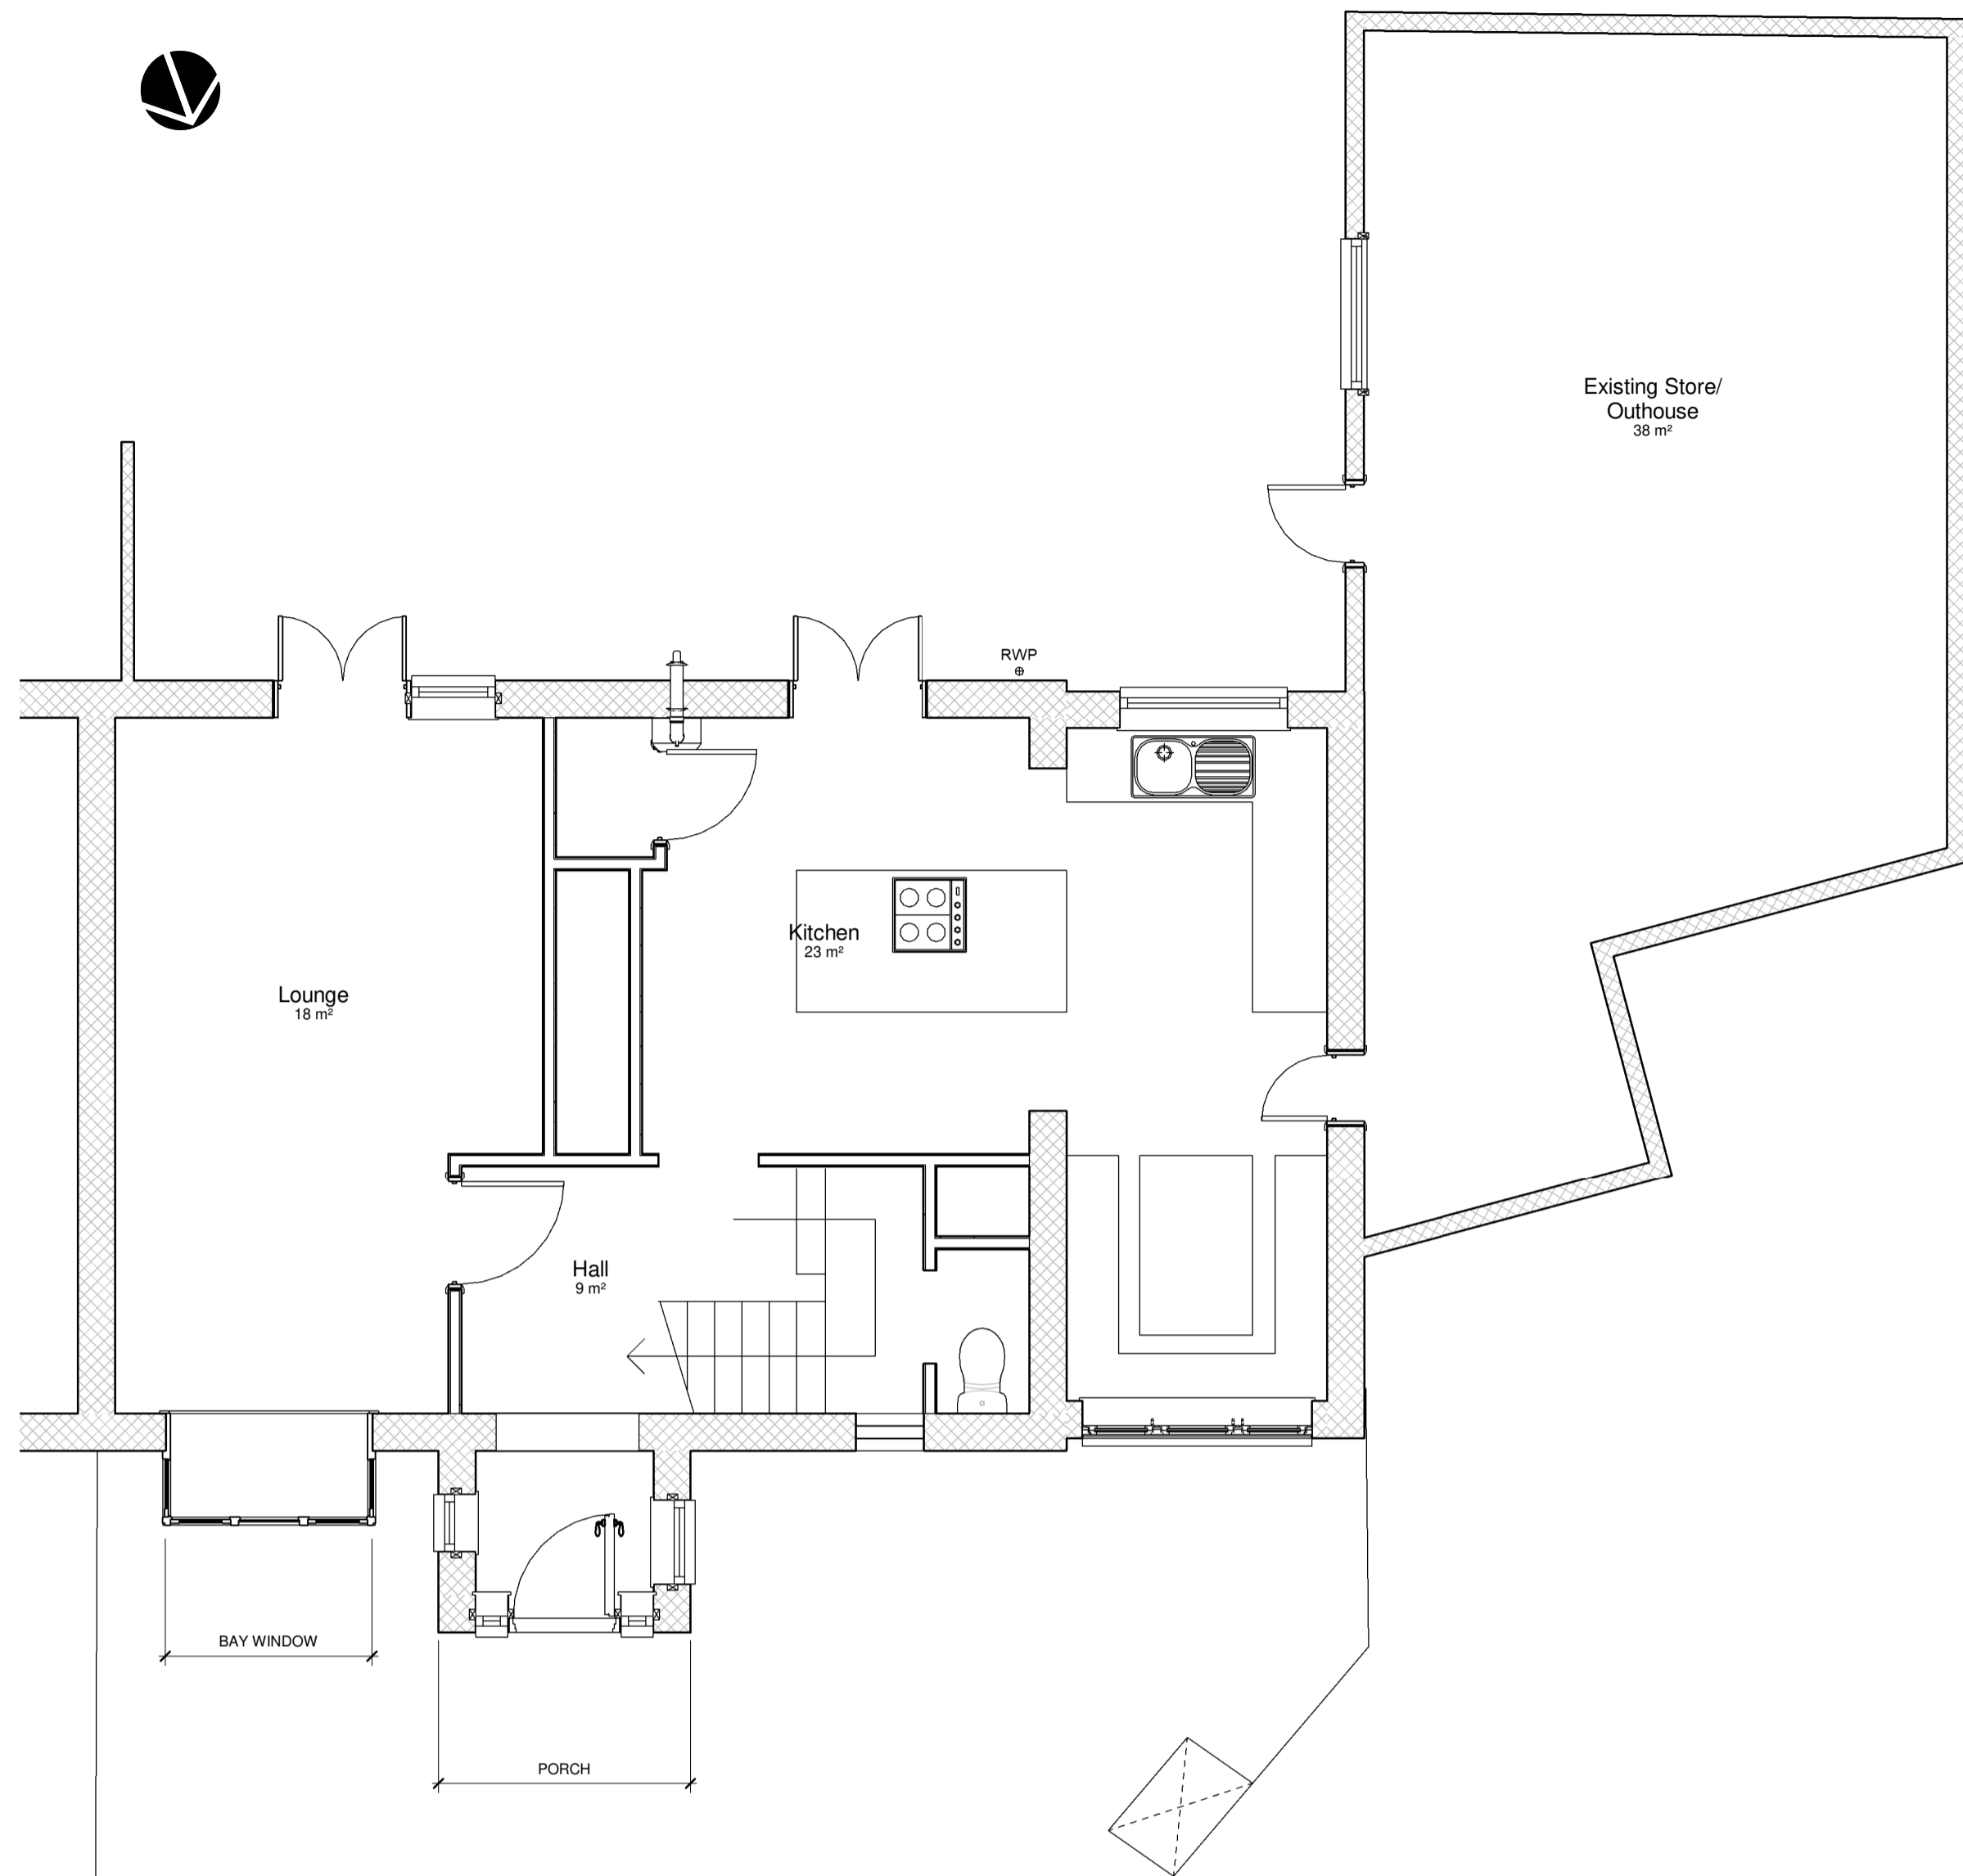 Existing Store/
Outhouse
38 m²
RWP
Kitchen
23 m²
Lounge
18 m²
Hall
9 m²
BAY WINDOW
PORCH